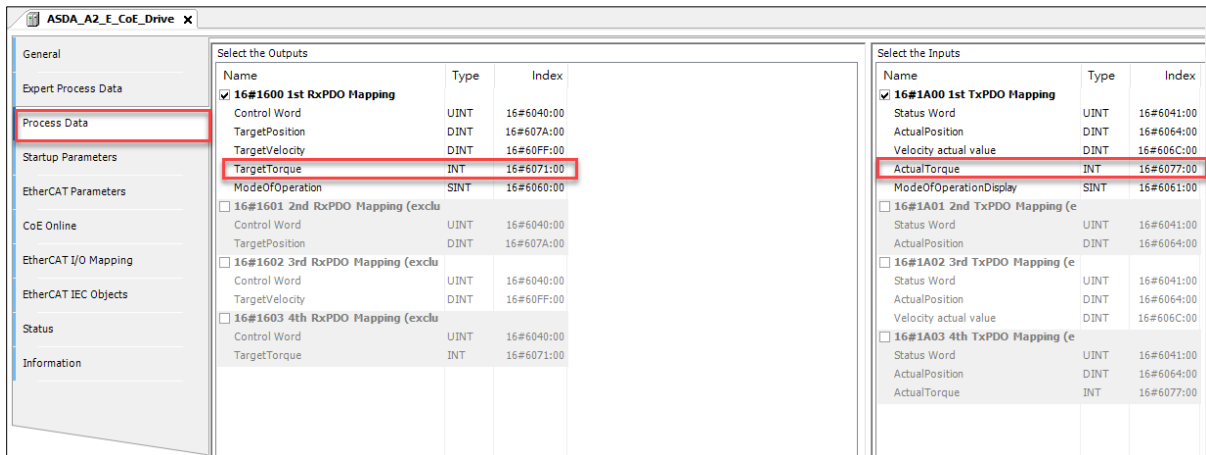 ASDA_A2_E_CoE_Drive X
General
Expert Process Data
Process Data
Startup Parameters
EtherCAT Parameters
CoE Online
EtherCAT I/O Mapping
EtherCAT IEC Objects
Status
Information
Select the Outputs
Name Type Index
16#1600 1st RxPDO Mapping
Control Word UINT 16#6040:00
TargetPosition DINT 16#607A:00
TargetVelocity DINT 16#60FF:00
TargetTorque INT 16#6071:00
ModeOfOperation SINT 16#6060:00
16#1601 2nd RxPDO Mapping (exclu
Control Word UINT 16#6040:00
TargetPosition DINT 16#607A:00
16#1602 3rd RxPDO Mapping (exclu
Control Word UINT 16#6040:00
TargetVelocity DINT 16#60FF:00
16#1603 4th RxPDO Mapping (exclu
Control Word UINT 16#6040:00
TargetTorque INT 16#6071:00
Select the Inputs
Name Type Index
16#1A00 1st TxPDO Mapping
Status Word UINT 16#6041:00
ActualPosition DINT 16#6064:00
Velocity actual value DINT 16#606C:00
ActualTorque INT 16#6077:00
ModeOfOperationDisplay SINT 16#6061:00
16#1A01 2nd TxPDO Mapping (e
Status Word UINT 16#6041:00
ActualPosition DINT 16#6064:00
16#1A02 3rd TxPDO Mapping (e
Status Word UINT 16#6041:00
ActualPosition DINT 16#6064:00
Velocity actual value DINT 16#606C:00
16#1A03 4th TxPDO Mapping (e
Status Word UINT 16#6041:00
ActualPosition DINT 16#6064:00
ActualTorque INT 16#6077:00